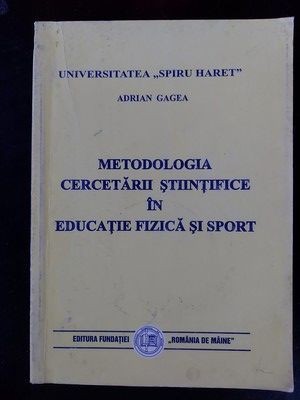 UNIVERSITATEA „SPIRU HARET”
ADRIAN GAGEA
METODOLOGIA
CERCETĂRII ŞTIINŢIFICE
ÎN
EDUCAŢIE FIZICĂ ŞI SPORT
EDITURA FUNDAŢIEI „ROMÂNIA DE MÂINE”